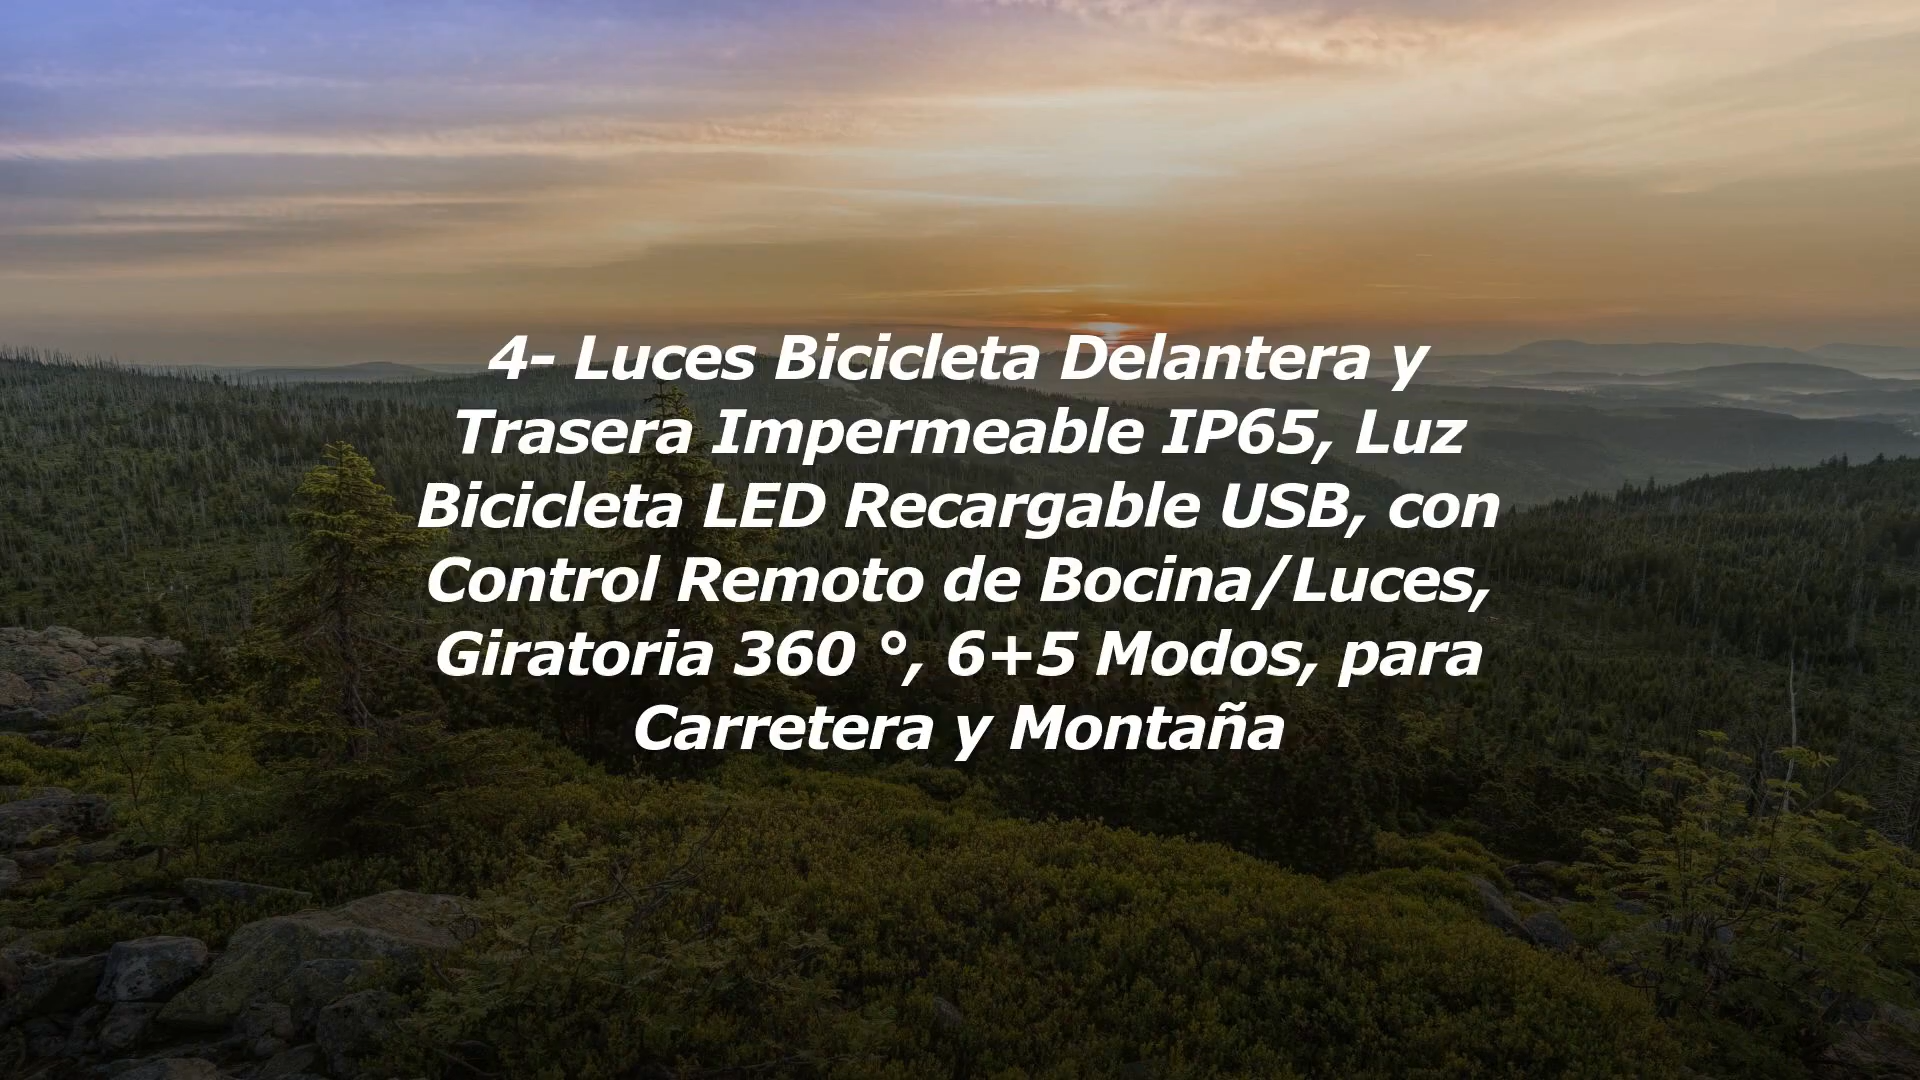 4- Luces Bicicleta Delantera y
Trasera Impermeable IP65, Luz
Bicicleta LED Recargable USB, con
Control Remoto de Bocina/Luces,
Giratoria 360 °, 6+5 Modos, para
Carretera y Montaña